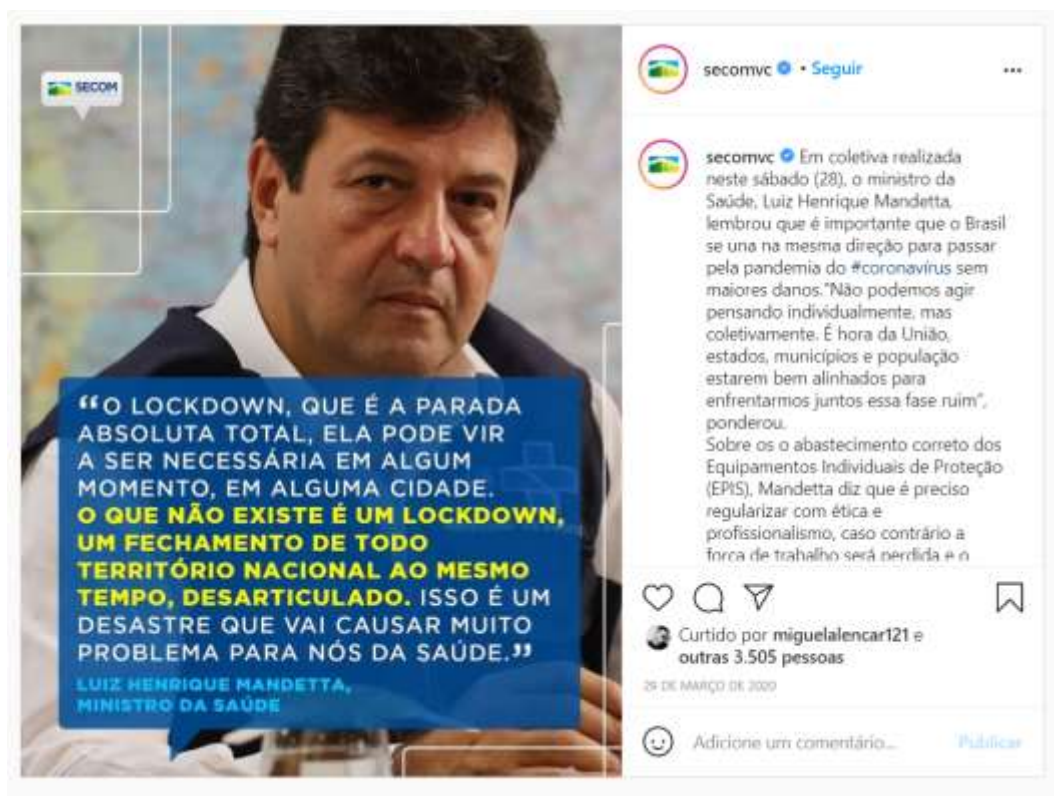 SECOM
“O LOCKDOWN, QUE É A PARADA
ABSOLUTA TOTAL, ELA PODE VIR
A SER NECESSÁRIA EM ALGUM
MOMENTO, EM ALGUMA CIDADE.
O QUE NÃO EXISTE É UM LOCKDOWN,
UM FECHAMENTO DE TODO
TERRITÓRIO NACIONAL AO MESMO
TEMPO, DESARTICULADO. ISSO É UM
DESASTRE QUE VAI CAUSAR MUITO
PROBLEMA PARA NÓS DA SAÚDE.”
LUIZ HENRIQUE MANDETTA,
MINISTRO DA SAÚDE
secomvc • Seguir
secomvc Em coletiva realizada
neste sábado (28), o ministro da
Saúde, Luiz Henrique Mandetta,
lembrou que é importante que o Brasil
se una na mesma direção para passar
pela pandemia do #coronavírus sem
maiores danos."Não podemos agir
pensando individualmente, mas
coletivamente. É hora da União,
estados, municípios e população
estarem bem alinhados para
enfrentarmos juntos essa fase ruim",
ponderou.
Sobre os o abastecimento correto dos
Equipamentos Individuais de Proteção
(EPIS), Mandetta diz que é preciso
regularizar com ética e
profissionalismo, caso contrário a
força de trabalho será perdida e o
Curtido por miguelalencar121 e
outras 3.505 pessoas
29 DE MARÇO DE 2020
Adicione um comentário... Publicar